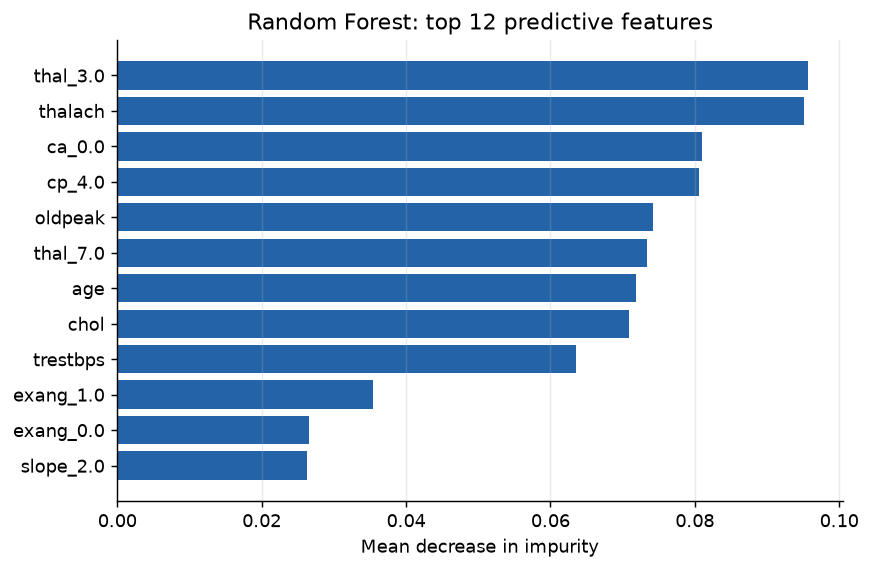 Random Forest: top 12 predictive features
thal_3.0
thalach
ca_0.0
cp_4.0
oldpeak
thal_7.0
age
chol
trestbps
exang_1.0
exang_0.0
slope_2.0
0.00 0.02 0.04 0.06 0.08 0.10
Mean decrease in impurity